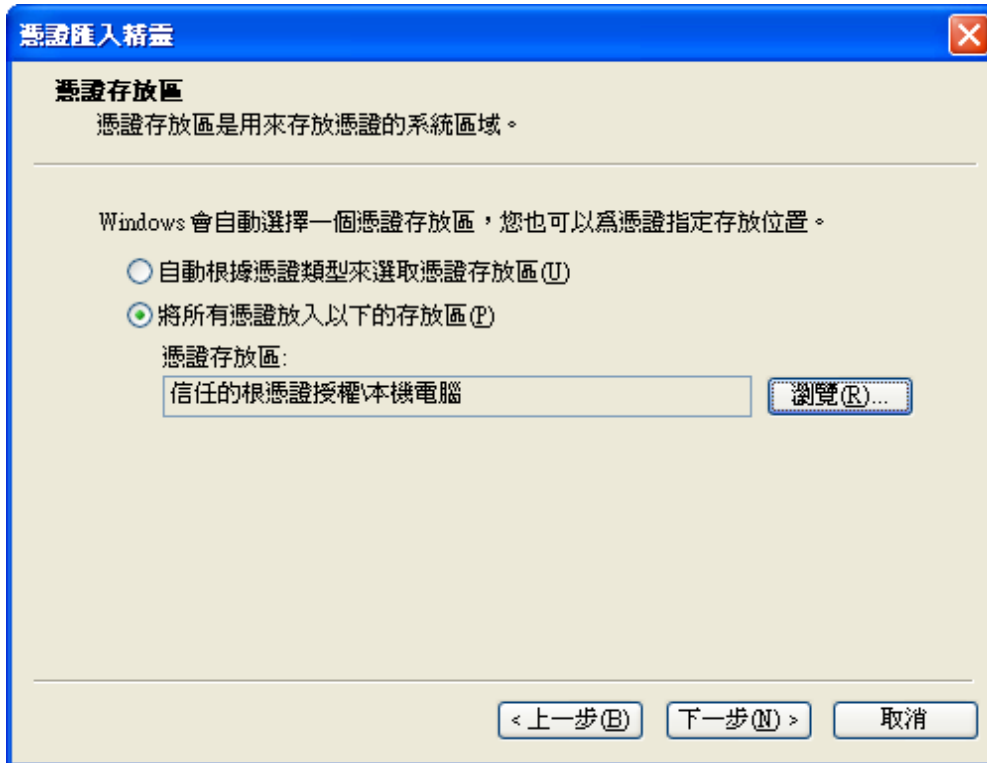 憑證匯入精靈
憑證存放區
憑證存放區是用來存放憑證的系統區域。
Windows 會自動選擇一個憑證存放區，您也可以為憑證指定存放位置。
自動根據憑證類型來選取憑證存放區(U)
將所有憑證放入以下的存放區(P)
憑證存放區:
信任的根憑證授權\本機電腦
瀏覽(R)...
< 上一步(B)
下一步(N) >
取消